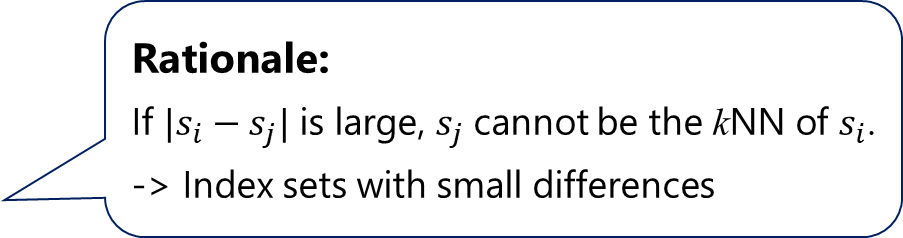 Rationale:
If |sᵢ − sⱼ| is large, sⱼ cannot be the kNN of sᵢ.
-> Index sets with small differences